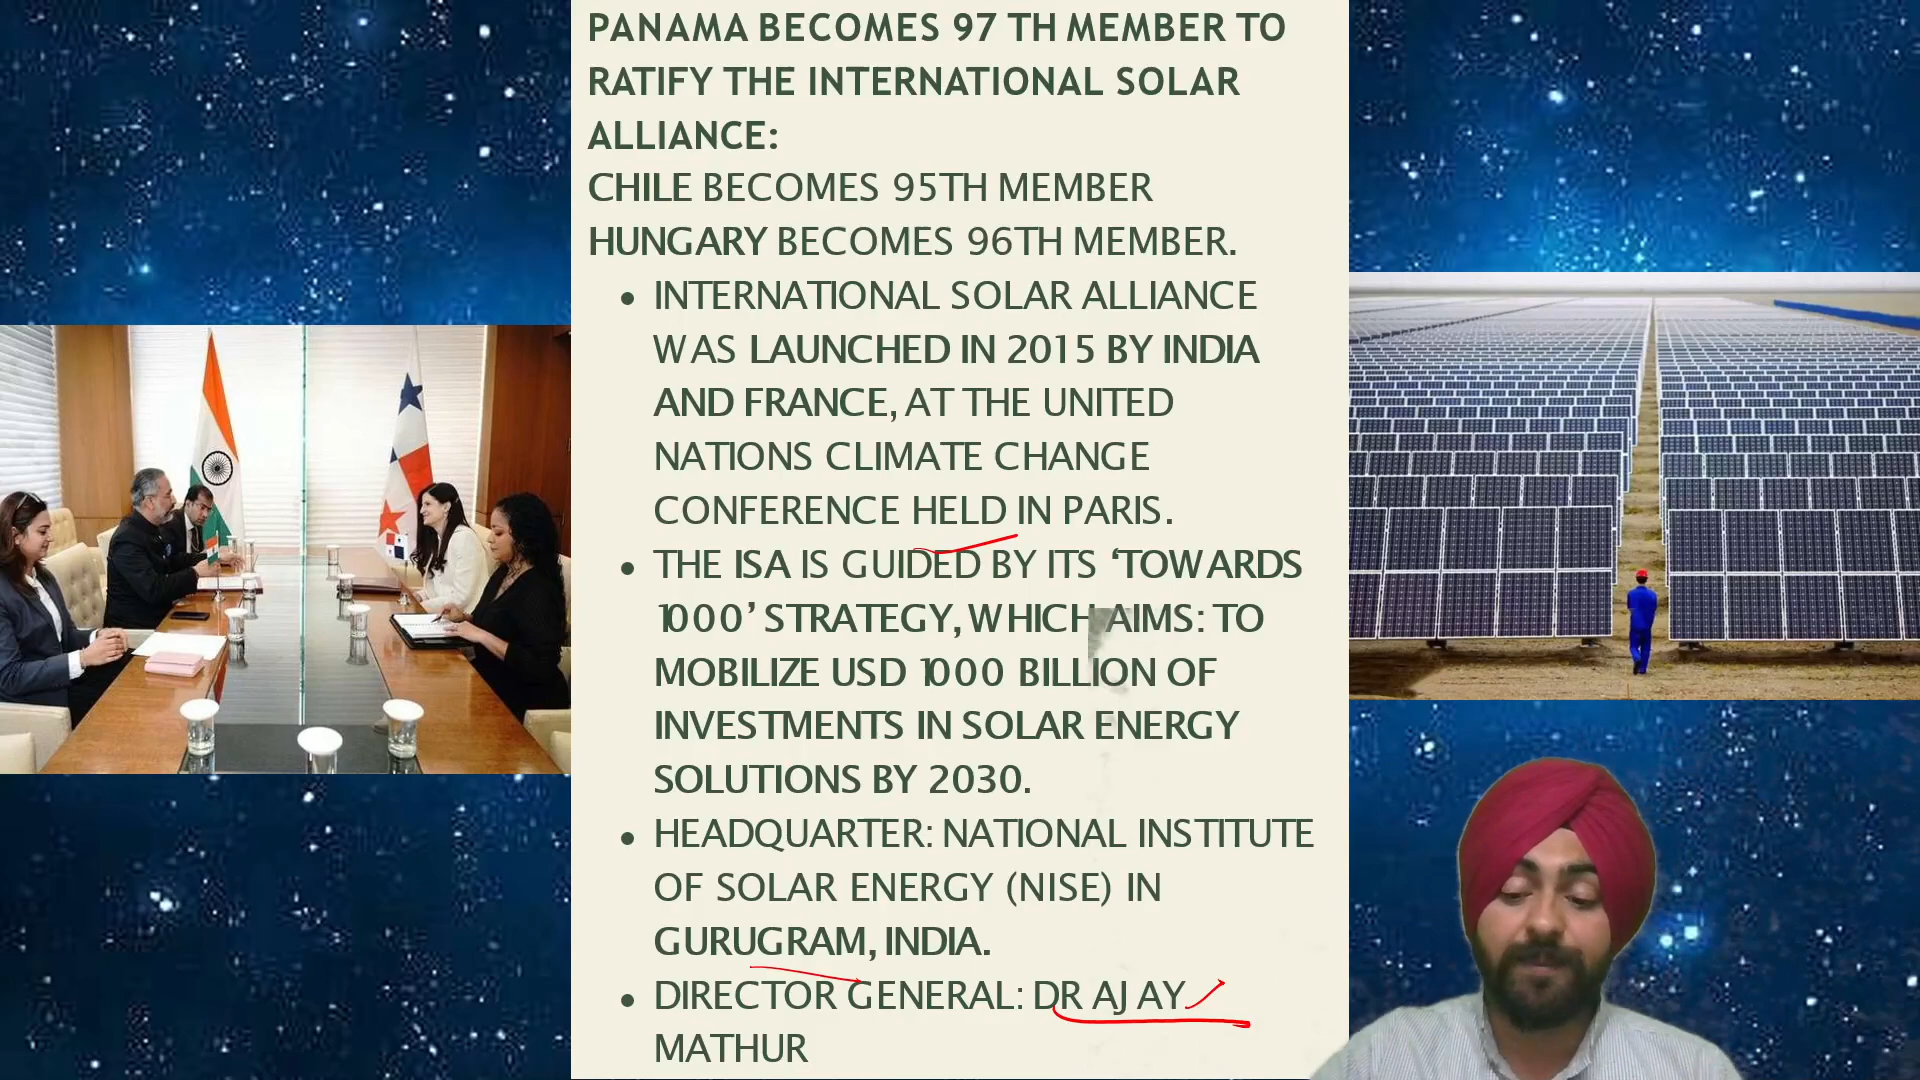 PANAMA BECOMES 97 TH MEMBER TO
RATIFY THE INTERNATIONAL SOLAR
ALLIANCE:
CHILE BECOMES 95TH MEMBER
HUNGARY BECOMES 96TH MEMBER.
• INTERNATIONAL SOLAR ALLIANCE
WAS LAUNCHED IN 2015 BY INDIA
AND FRANCE, AT THE UNITED
NATIONS CLIMATE CHANGE
CONFERENCE HELD IN PARIS.
• THE ISA IS GUIDED BY ITS ‘TOWARDS
1000’ STRATEGY, WHICH AIMS: TO
MOBILIZE USD 1000 BILLION OF
INVESTMENTS IN SOLAR ENERGY
SOLUTIONS BY 2030.
• HEADQUARTER: NATIONAL INSTITUTE
OF SOLAR ENERGY (NISE) IN
GURUGRAM, INDIA.
• DIRECTOR GENERAL: DR AJAY
MATHUR